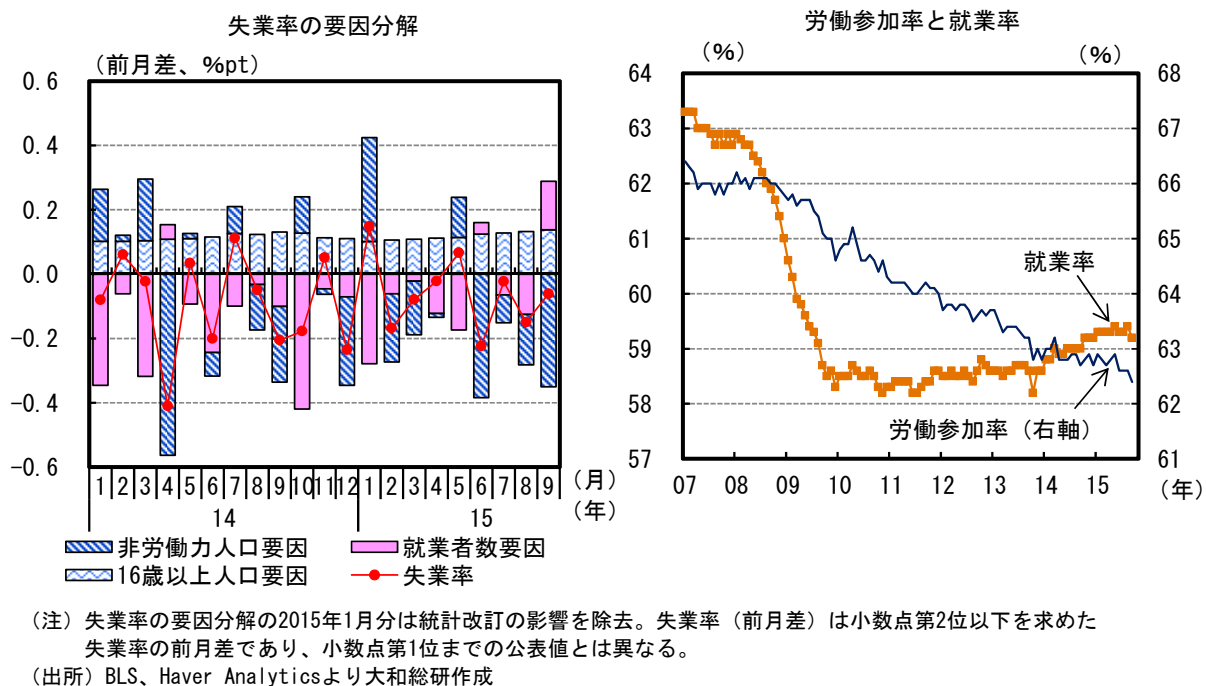 失業率の要因分解
（前月差、%pt）
0.6
0.4
0.2
0.0
-0.2
-0.4
-0.6
1 2 3 4 5 6 7 8 9 10 11 12 1 2 3 4 5 6 7 8 9 （月）
14 15 （年）
非労働力人口要因 就業者数要因
16歳以上人口要因 失業率
労働参加率と就業率
（%） （%）
64 68
63 67
62 66
61 65
60 64
59 63
58 62
57 61
就業率
労働参加率（右軸）
07 08 09 10 11 12 13 14 15 （年）
（注）失業率の要因分解の2015年1月分は統計改訂の影響を除去。失業率（前月差）は小数点第2位以下を求めた
失業率の前月差であり、小数点第1位までの公表値とは異なる。
（出所）BLS、Haver Analyticsより大和総研作成